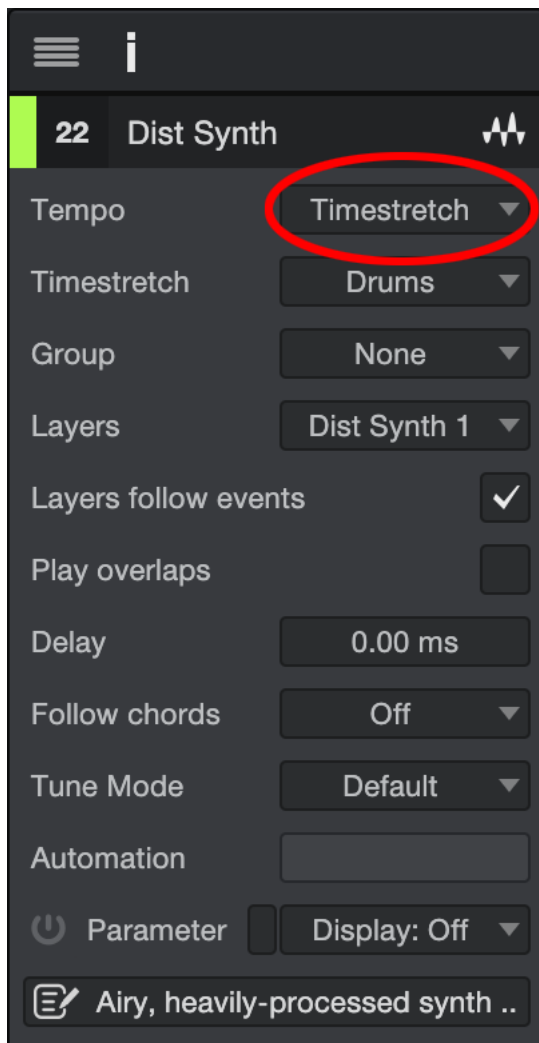 i
22 Dist Synth
Tempo Timestretch
Timestretch Drums
Group None
Layers Dist Synth 1
Layers follow events
Play overlaps
Delay 0.00 ms
Follow chords Off
Tune Mode Default
Automation
Parameter Display: Off
Airy, heavily-processed synth ..